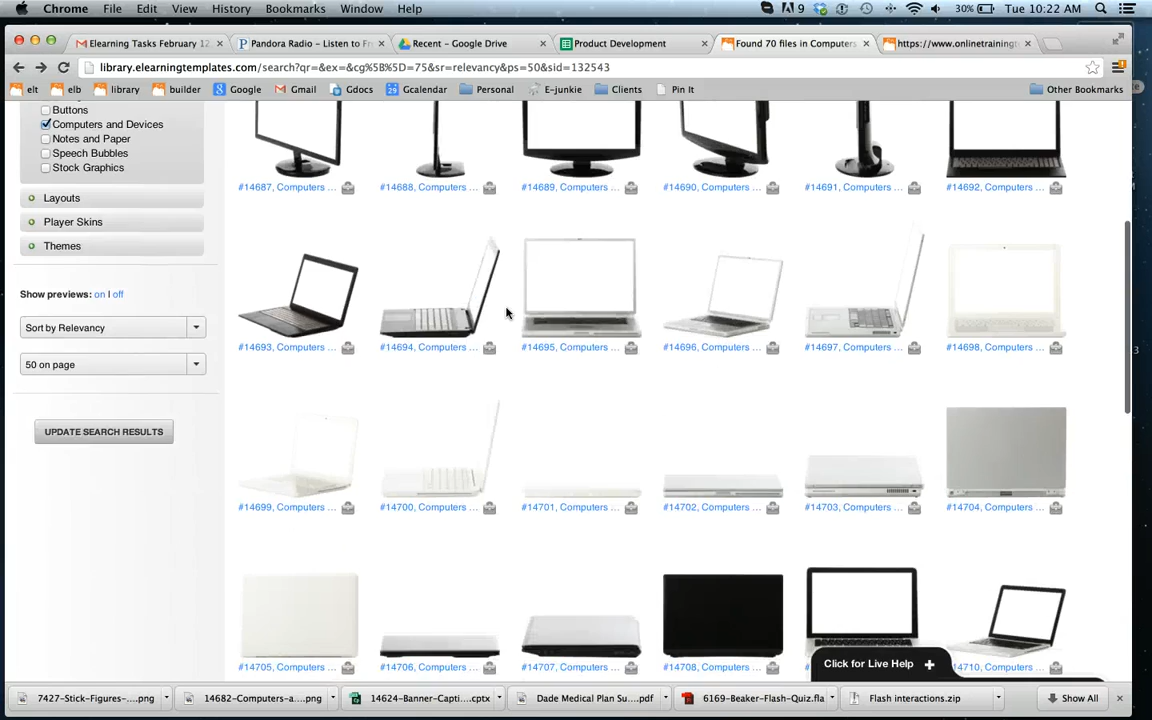 Chrome File Edit View History Bookmarks Window Help 9 30% Tue 10:22 AM
Elearning Tasks February 12, Pandora Radio – Listen to Fr Recent – Google Drive Product Development Found 70 files in Computers https://www.onlinetrainingt
library.elearningtemplates.com/search?qr=&ex=&cg%5B%5D=75&sr=relevancy&ps=50&sid=132543
elt elb library builder Google Gmail Gdocs 29 Gcalendar Personal E-junkie Clients Pin It Other Bookmarks
Buttons
Computers and Devices
Notes and Paper
Speech Bubbles
Stock Graphics
Layouts
Player Skins
Themes
Show previews: on | off
Sort by Relevancy
50 on page
UPDATE SEARCH RESULTS
#14687, Computers ... #14688, Computers ... #14689, Computers ... #14690, Computers ... #14691, Computers ... #14692, Computers ...
#14693, Computers ... #14694, Computers ... #14695, Computers ... #14696, Computers ... #14697, Computers ... #14698, Computers ...
#14699, Computers ... #14700, Computers ... #14701, Computers ... #14702, Computers ... #14703, Computers ... #14704, Computers ...
#14705, Computers ... #14706, Computers ... #14707, Computers ... #14708, Computers ... 14710, Computers ...
Click for Live Help +
7427-Stick-Figures-....png 14682-Computers-a....png 14624-Banner-Capti....cptx Dade Medical Plan Su....pdf 6169-Beaker-Flash-Quiz.fla Flash interactions.zip Show All